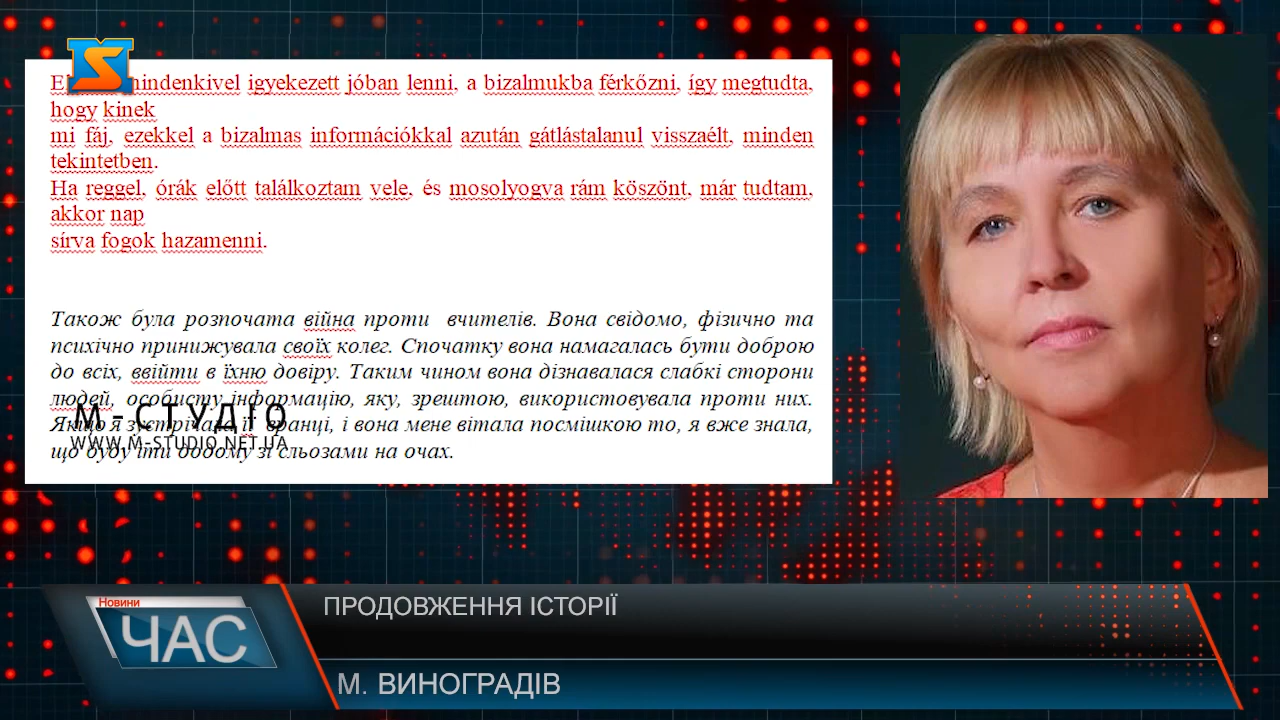 mindenkivel igyekezett jóban lenni, a bizalmukba férkőzni, így megtudta,
hogy kinek
mi fáj, ezekkel a bizalmas információkkal azután gátlástalanul visszaélt, minden
tekintetben.
Ha reggel, órák előtt találkoztam vele, és mosolyogva rám köszönt, már tudtam,
akkor nap
sírva fogok hazamenni.
Також була розпочата війна проти вчителів. Вона свідомо, фізично та
психічно принижувала своїх колег. Спочатку вона намагалась бути доброю
до всіх, ввійти в їхню довіру. Таким чином вона дізнавалася слабкі сторони
людей, особисту інформацію, яку, зрештою, використовувала проти них.
М-СТУДІО
Якщо я зустрічала її вранці, і вона мене вітала посмішкою то, я вже знала,
WWW.M-STUDIO.NET.UA
що буду іти додому зі сльозами на очах.
Новини
ЧАС
ПРОДОВЖЕННЯ ІСТОРІЇ
М. ВИНОГРАДІВ